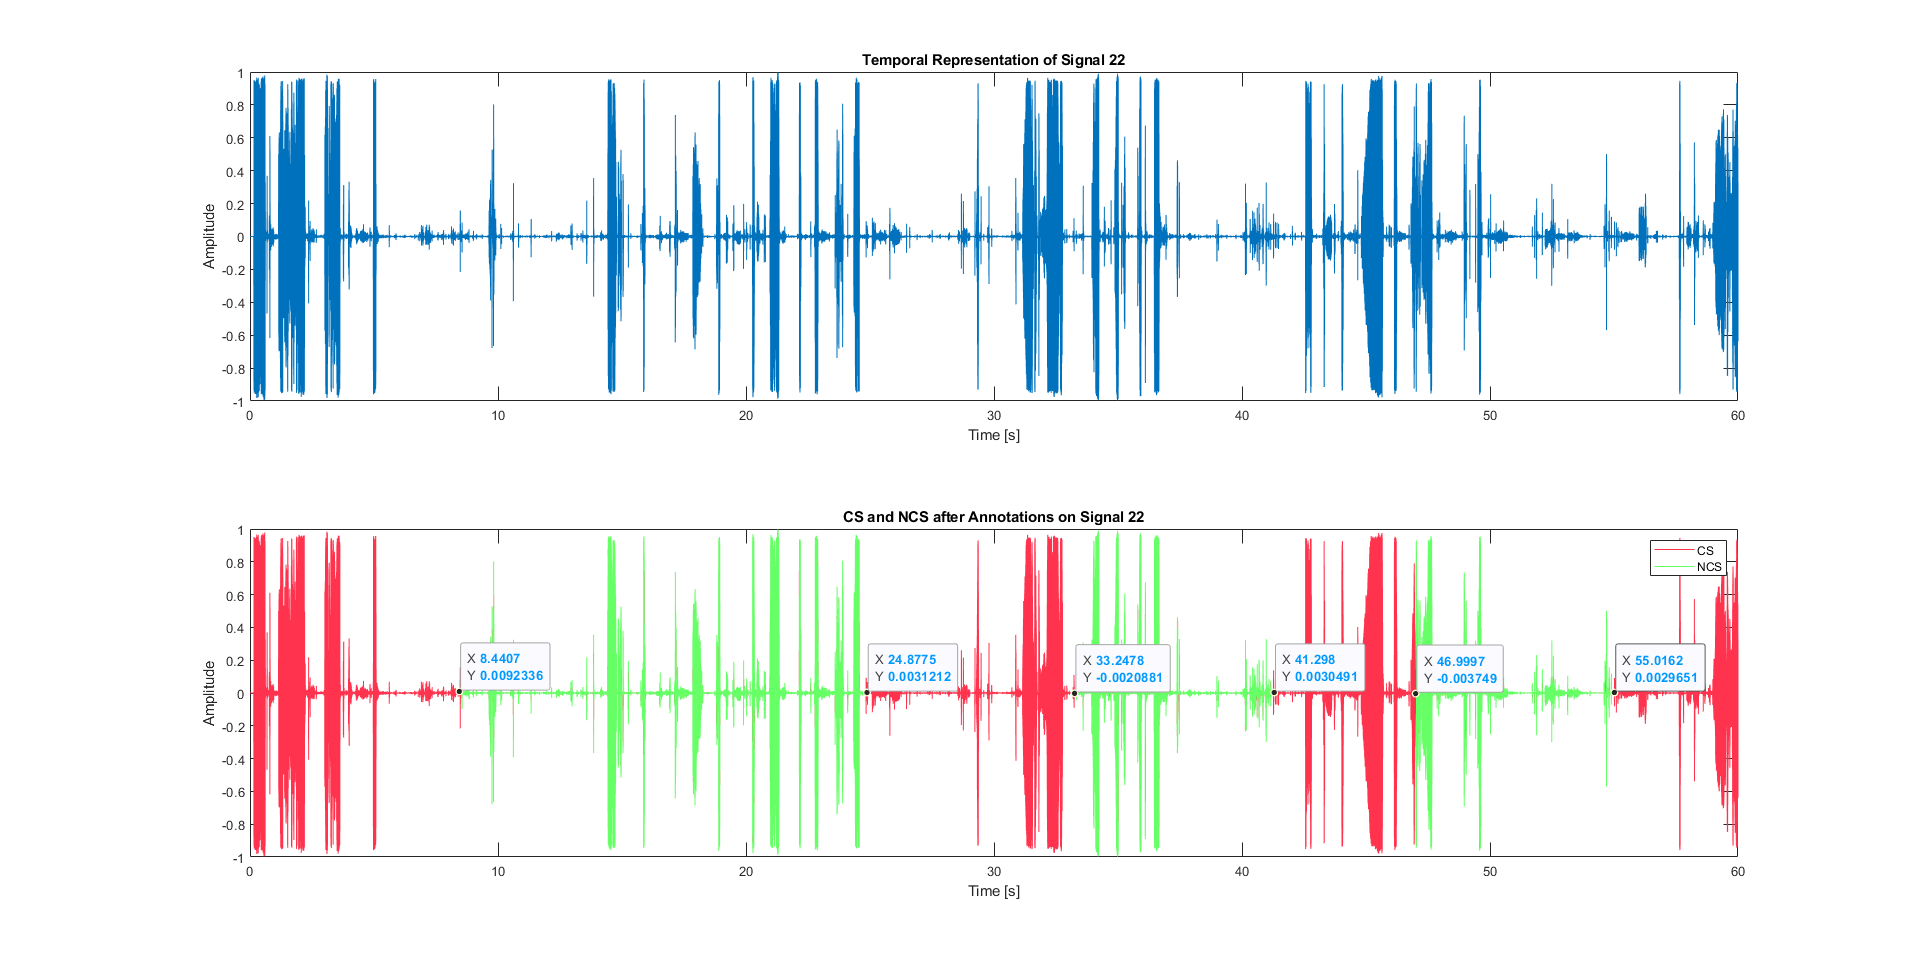 Temporal Representation of Signal 22
1
0.8
0.6
0.4
0.2
0
-0.2
-0.4
-0.6
-0.8
-1
Amplitude
0 10 20 30 40 50 60
Time [s]
CS and NCS after Annotations on Signal 22
1
0.8
0.6
0.4
0.2
0
-0.2
-0.4
-0.6
-0.8
-1
Amplitude
CS
NCS
X 8.4407
Y 0.0092336
X 24.8775
Y 0.0031212
X 33.2478
Y -0.0020881
X 41.298
Y 0.0030491
X 46.9997
Y -0.003749
X 55.0162
Y 0.0029651
0 10 20 30 40 50 60
Time [s]